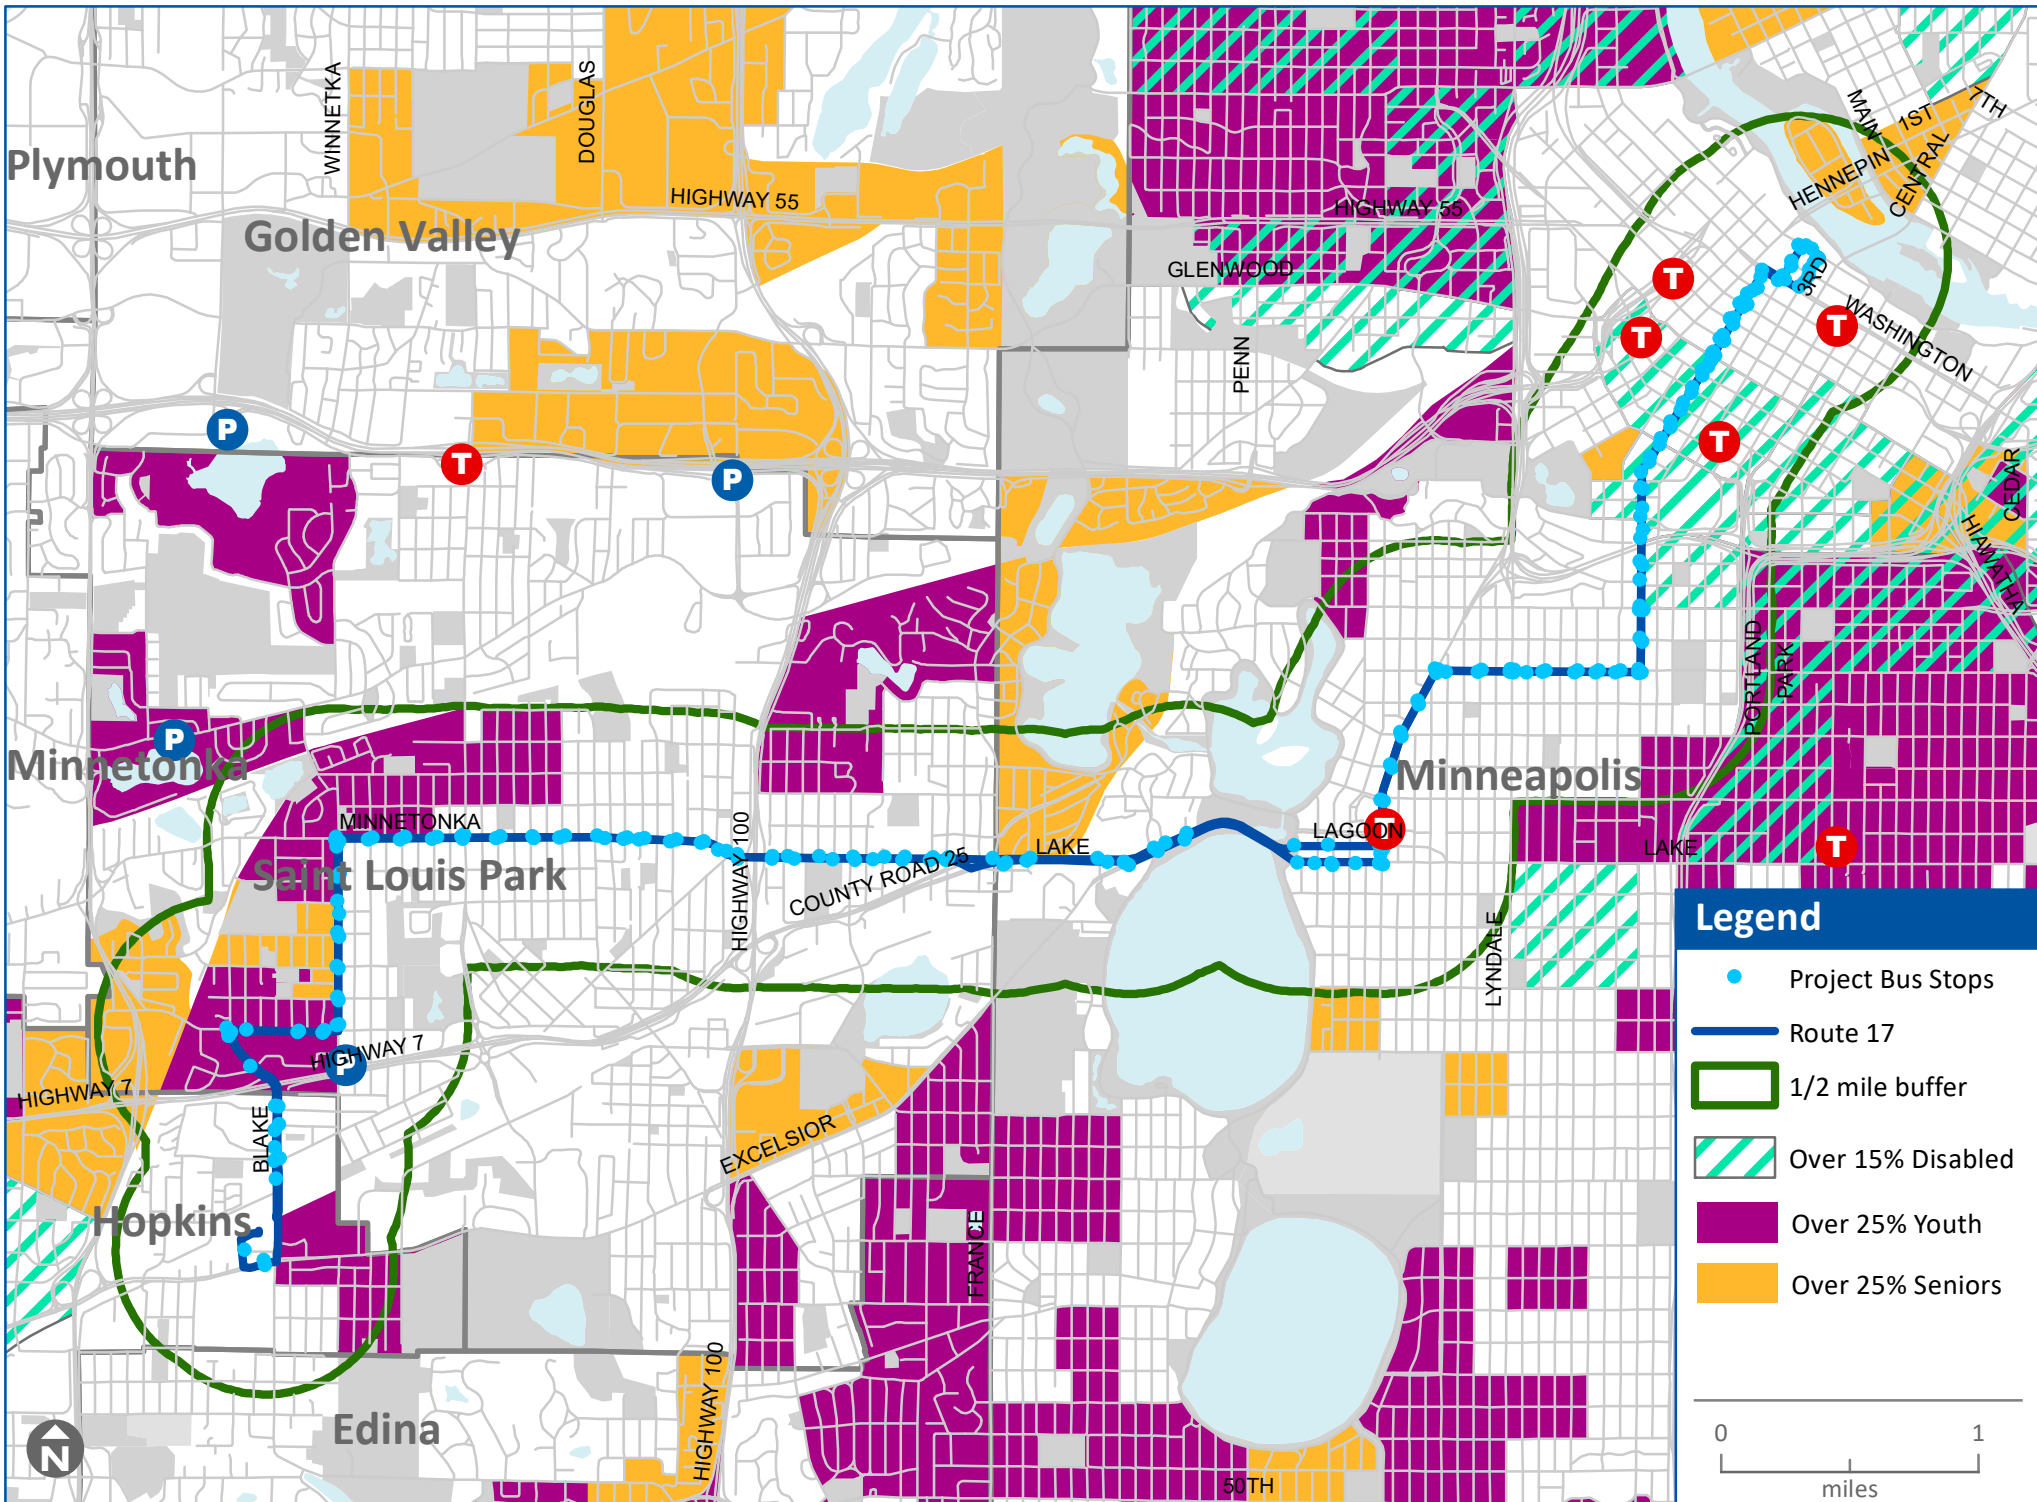 WINNETKA
DOUGLAS
MAIN
7TH
1ST
Plymouth
HENNEPIN
CENTRAL
HIGHWAY 55
HIGHWAY 55
Golden Valley
GLENWOOD
3RD
T
WASHINGTON
T
T
PENN
P
T
T
P
CEDAR
HIAWATHA
PORTLAND
PARK
P
Minnetonka
Minneapolis
MINNETONKA
HIGHWAY 100
LAGOON
T
LAKE
LAKE
T
COUNTY ROAD 25
Saint Louis Park
LYNDALE
HIGHWAY 7
P
HIGHWAY 7
BLAKE
EXCELSIOR
Hopkins
FRANCE
HIGHWAY 100
Edina
N
50TH
Legend
Project Bus Stops
Route 17
1/2 mile buffer
Over 15% Disabled
Over 25% Youth
Over 25% Seniors
0 1
miles